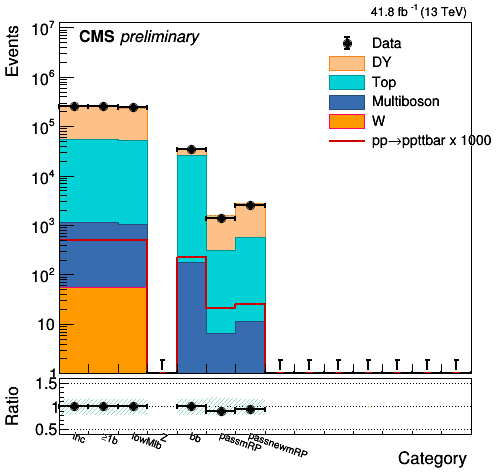 41.8 fb⁻¹ (13 TeV)
CMS preliminary
Events
10⁷
10⁶
10⁵
10⁴
10³
10²
10
1
Data
DY
Top
Multiboson
W
pp→ppttbar x 1000
Ratio
1.5
1
0.5
inc
≥1b
lowMlb
Z
bb
passmRP
passnewmRP
Category